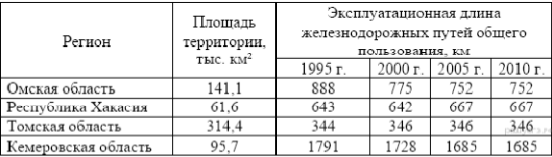 Регион
Площадь территории, тыс. км²
Эксплуатационная длина железнодорожных путей общего пользования, км
1995 г. 2000 г. 2005 г. 2010 г.
Омская область 141,1 888 775 752 752
Республика Хакасия 61,6 643 642 667 667
Томская область 314,4 344 346 346 346
Кемеровская область 95,7 1791 1728 1685 1685